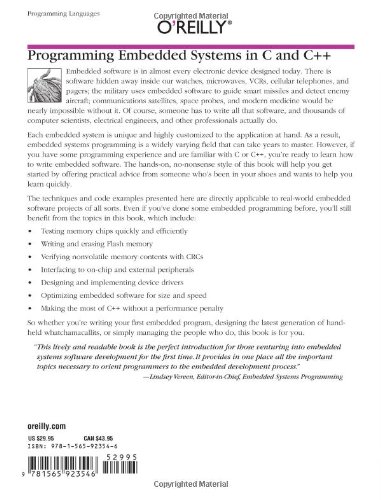 Programming Languages
Copyrighted Material
O'REILLY®
Programming Embedded Systems in C and C++
Embedded software is in almost every electronic device designed today. There is
software hidden away inside our watches, microwaves, VCRs, cellular telephones, and
pagers; the military uses embedded software to guide smart missiles and detect enemy
aircraft; communications satellites, space probes, and modern medicine would be
nearly impossible without it. Of course, someone has to write all that software, and thousands
of computer scientists, electrical engineers, and other professionals actually do.
Each embedded system is unique and highly customized to the application at hand. As a result,
embedded systems programming is a widely varying field that can take years to master. However, if
you have some programming experience and are familiar with C or C++, you're ready to learn how
to write embedded software. The hands-on, no-nonsense style of this book will help you get
started by offering practical advice from someone who's been in your shoes and wants to help you
learn quickly.
The techniques and code examples presented here are directly applicable to real-world embedded
software projects of all sorts. Even if you've done some embedded programming before, you'll still
benefit from the topics in this book, which include:
• Testing memory chips quickly and efficiently
• Writing and erasing Flash memory
• Verifying nonvolatile memory contents with CRCs
• Interfacing to on-chip and external peripherals
• Designing and implementing device drivers
• Optimizing embedded software for size and speed
• Making the most of C++ without a performance penalty
So whether you're writing your first embedded program, designing the latest generation of hand-
held whatchamacallits, or simply managing the people who do, this book is for you.
"This lively and readable book is the perfect introduction for those venturing into embedded
systems software development for the first time. It provides in one place all the important
topics necessary to orient programmers to the embedded development process."
—Lindsey Vereen, Editor-in-Chief, Embedded Systems Programming
oreilly.com
US $29.95 CAN $43.95
ISBN: 978-1-565-92354-6
52995
9 781565 923546
Copyrighted Material